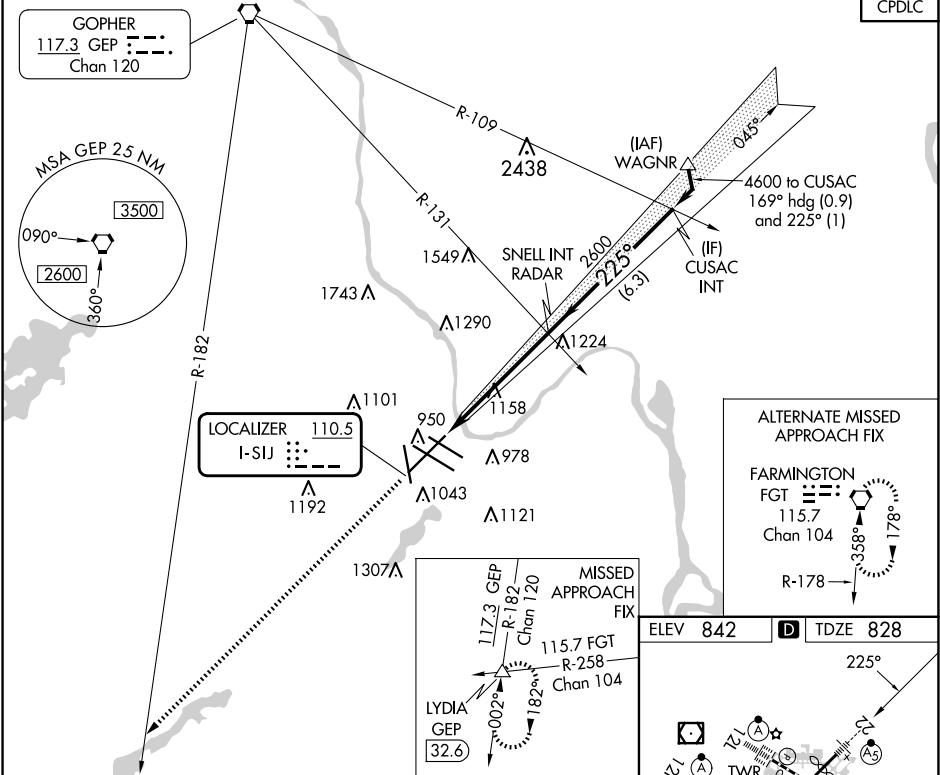 CPDLC
GOPHER
117.3 GEP
Chan 120
MSA GEP 25 NM
3500
090°
2600
360°
R-109
2438
R-131
(IAF)
WAGNR
045°
4600 to CUSAC
169° hdg (0.9)
and 225° (1)
(IF)
CUSAC
INT
2600
225°
(6.3)
SNELL INT
RADAR
1549
1743
1290
1224
R-182
1101
950
1158
LOCALIZER 110.5
I-SIJ
978
1192
1043
1121
1307
ALTERNATE MISSED
APPROACH FIX
FARMINGTON
FGT
115.7
Chan 104
358°
178°
R-178
MISSED
APPROACH
FIX
117.3 GEP
R-182
Chan 120
115.7 FGT
R-258
Chan 104
LYDIA
GEP
32.6
002°
182°
ELEV 842 D TDZE 828
225°
22
A
A5
12L
P
TWR
A
12R